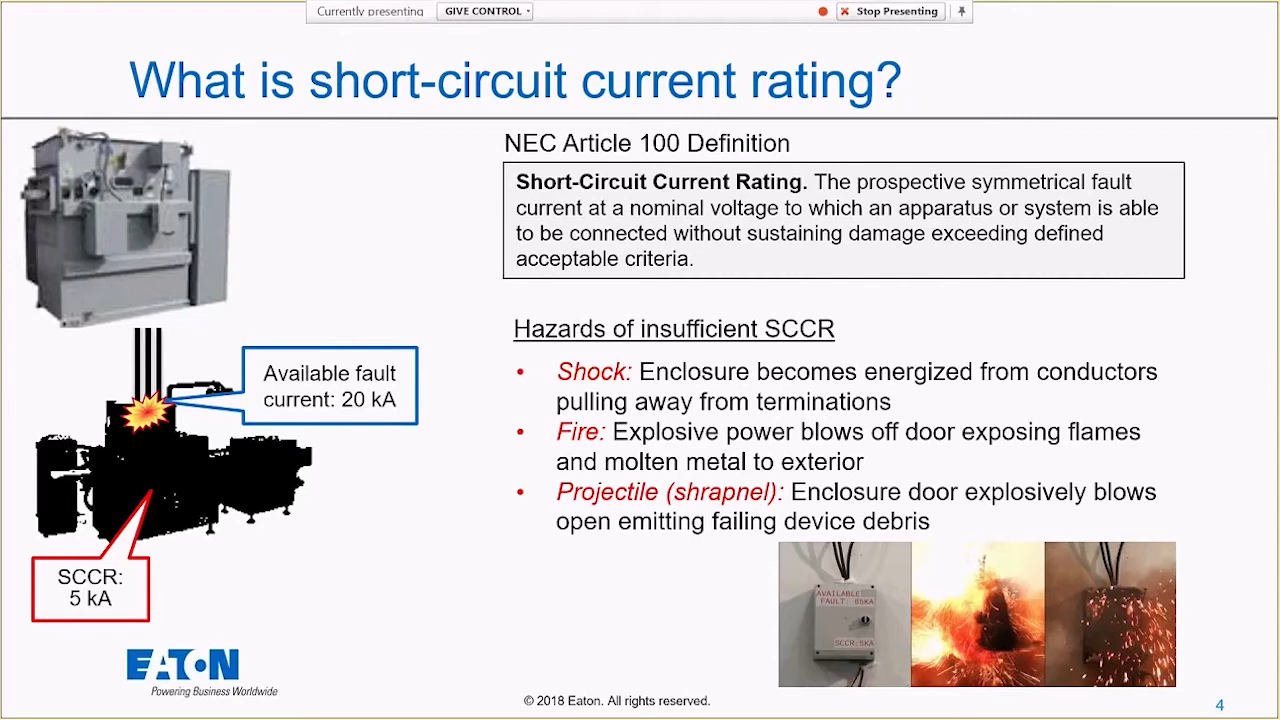 Currently presenting
GIVE CONTROL
Stop Presenting
What is short-circuit current rating?
NEC Article 100 Definition
Short-Circuit Current Rating. The prospective symmetrical fault
current at a nominal voltage to which an apparatus or system is able
to be connected without sustaining damage exceeding defined
acceptable criteria.
Available fault
current: 20 kA
SCCR:
5 kA
Hazards of insufficient SCCR
• Shock: Enclosure becomes energized from conductors
pulling away from terminations
• Fire: Explosive power blows off door exposing flames
and molten metal to exterior
• Projectile (shrapnel): Enclosure door explosively blows
open emitting failing device debris
AVAILABLE
FAULT: 65KA
SCCR:5KA
EATON
Powering Business Worldwide
© 2018 Eaton. All rights reserved.
4